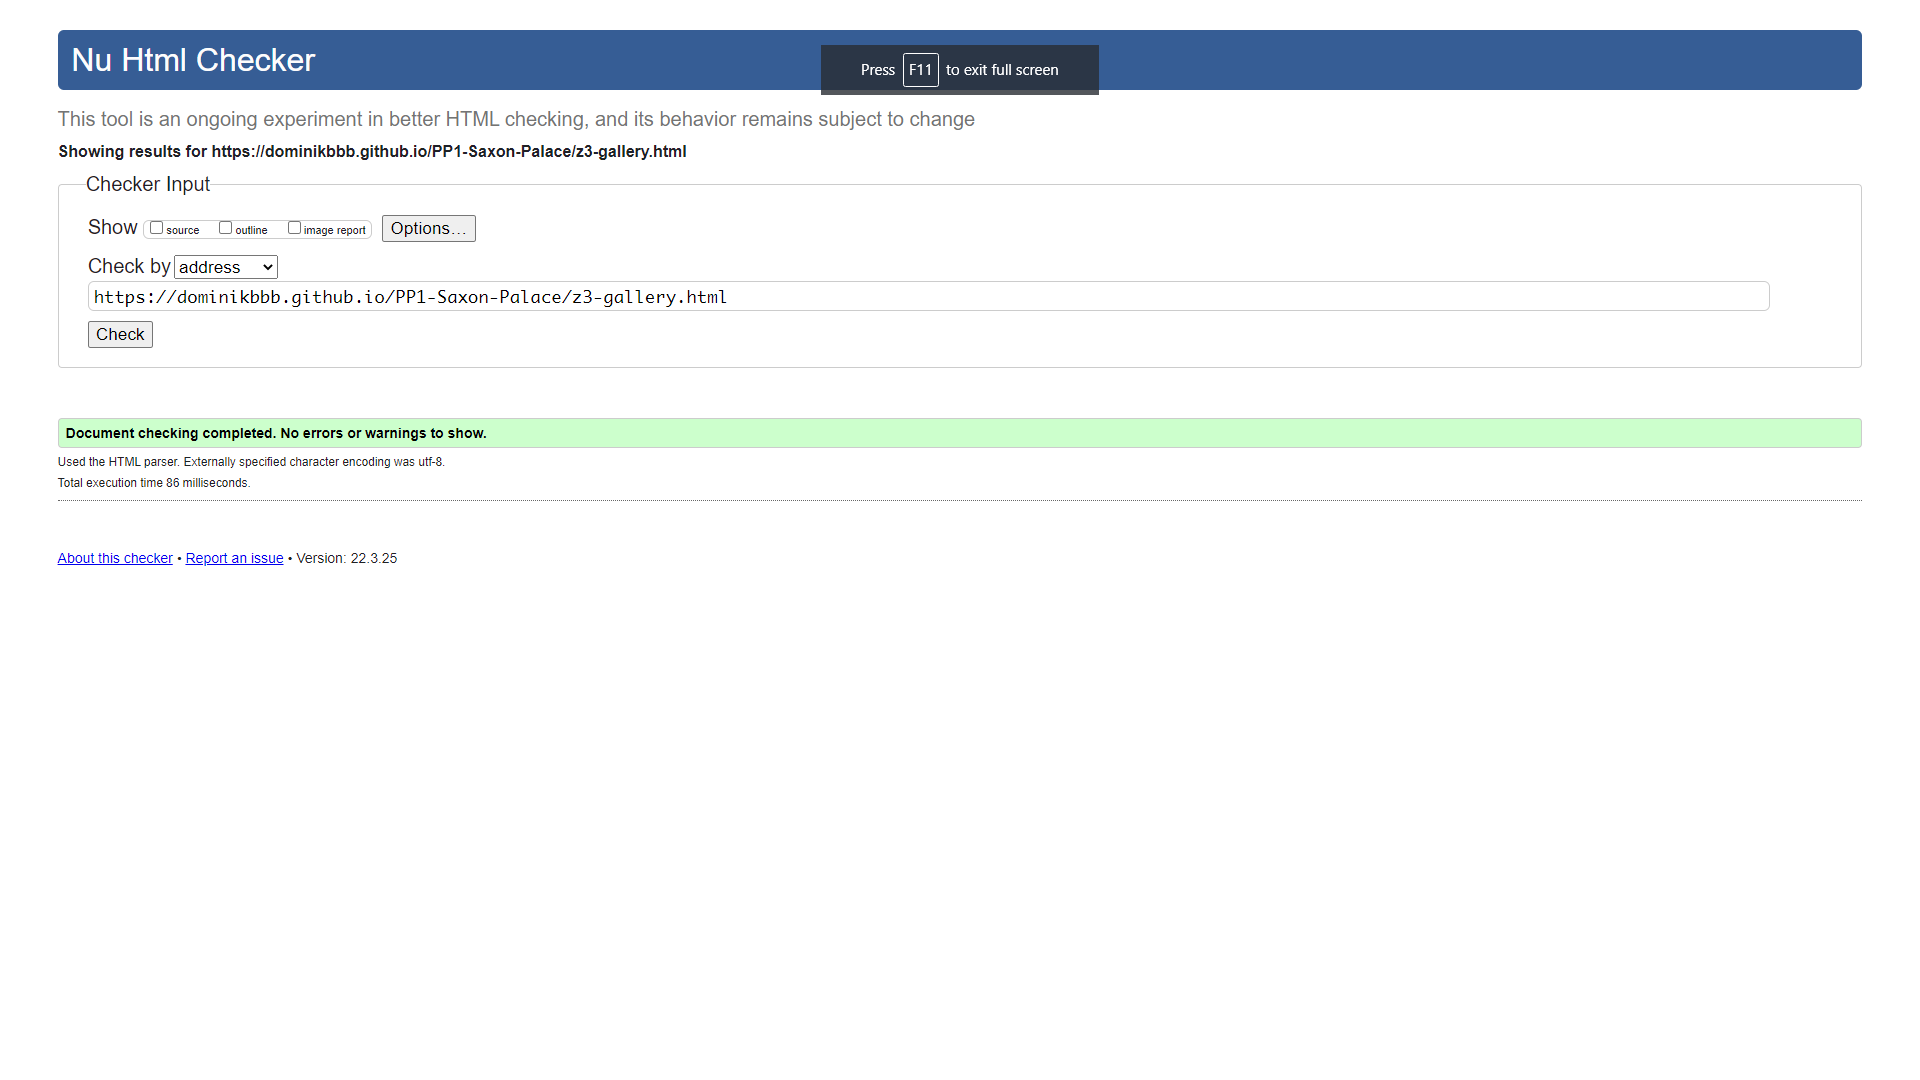 Nu Html Checker
Press F11 to exit full screen
This tool is an ongoing experiment in better HTML checking, and its behavior remains subject to change
Showing results for https://dominikbbb.github.io/PP1-Saxon-Palace/z3-gallery.html
Checker Input
Show source outline image report Options...
Check by address
https://dominikbbb.github.io/PP1-Saxon-Palace/z3-gallery.html
Check
Document checking completed. No errors or warnings to show.
Used the HTML parser. Externally specified character encoding was utf-8.
Total execution time 86 milliseconds.
About this checker • Report an issue • Version: 22.3.25